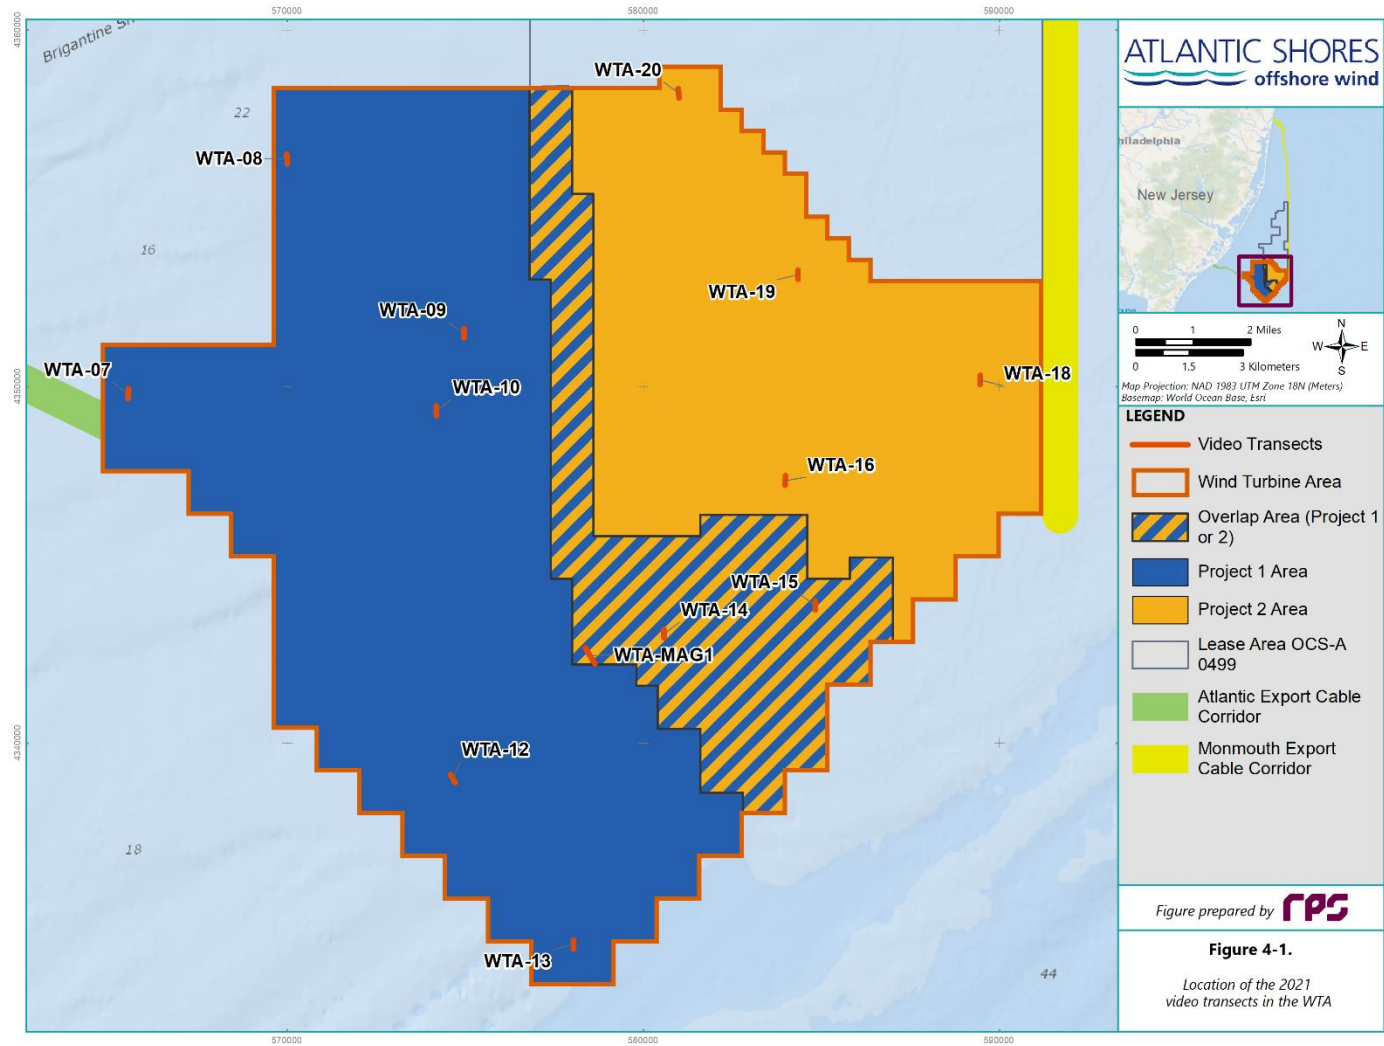 570000
580000
590000
4360000
Brigantine
22
WTA-20
WTA-08
16
WTA-09
WTA-19
WTA-07
WTA-10
WTA-18
4350000
WTA-16
WTA-15
WTA-14
WTA-MAG1
WTA-12
4340000
18
WTA-13
44
570000
580000
590000
ATLANTIC SHORES
offshore wind
hiladelphia
New Jersey
0 1 2 Miles
0 1.5 3 Kilometers
N
W E
S
Map Projection: NAD 1983 UTM Zone 18N (Meters)
Basemap: World Ocean Base, Esri
LEGEND
Video Transects
Wind Turbine Area
Overlap Area (Project 1
or 2)
Project 1 Area
Project 2 Area
Lease Area OCS-A
0499
Atlantic Export Cable
Corridor
Monmouth Export
Cable Corridor
Figure prepared by rps
Figure 4-1.
Location of the 2021
video transects in the WTA